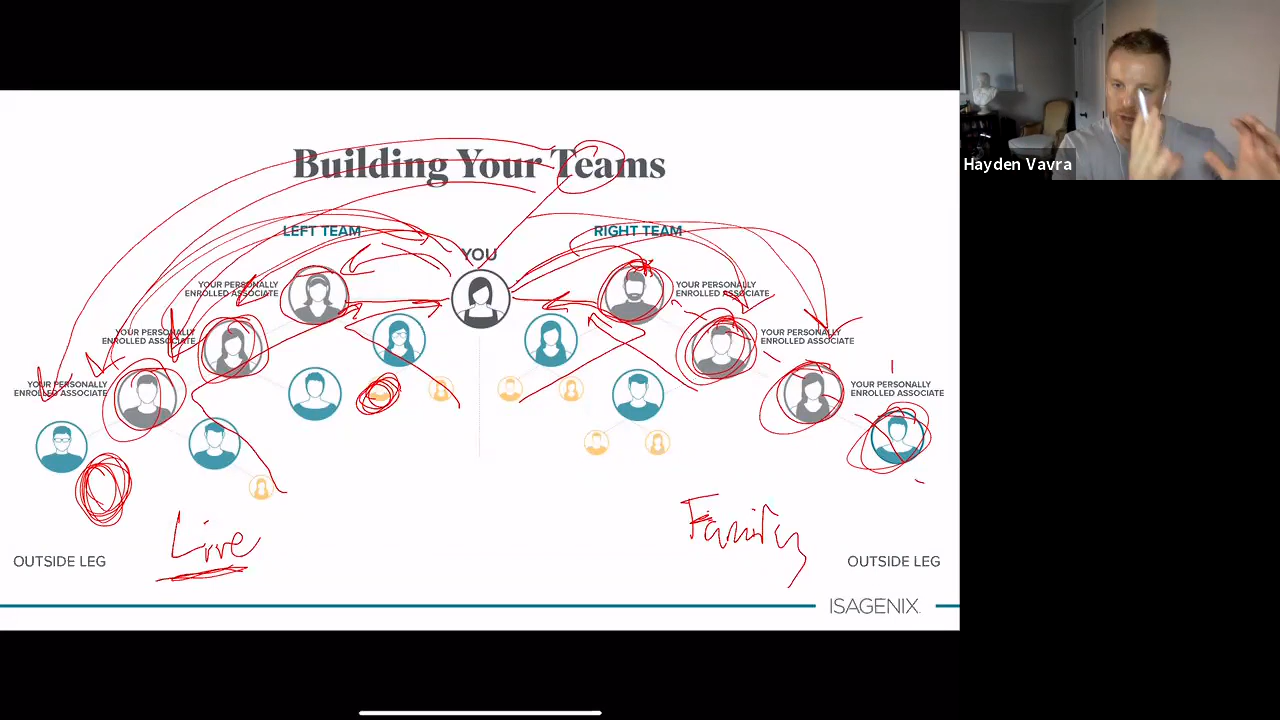 Building Your Teams
Hayden Vavra
LEFT TEAM
RIGHT TEAM
YOU
YOUR PERSONALLY
ENROLLED ASSOCIATE
YOUR PERSONALLY
ENROLLED ASSOCIATE
YOUR PERSONALLY
ENROLLED ASSOCIATE
YOUR PERSONALLY
ENROLLED ASSOCIATE
YOUR PERSONALLY
ENROLLED ASSOCIATE
YOUR PERSONALLY
ENROLLED ASSOCIATE
Live
Family
OUTSIDE LEG
OUTSIDE LEG
ISAGENIX